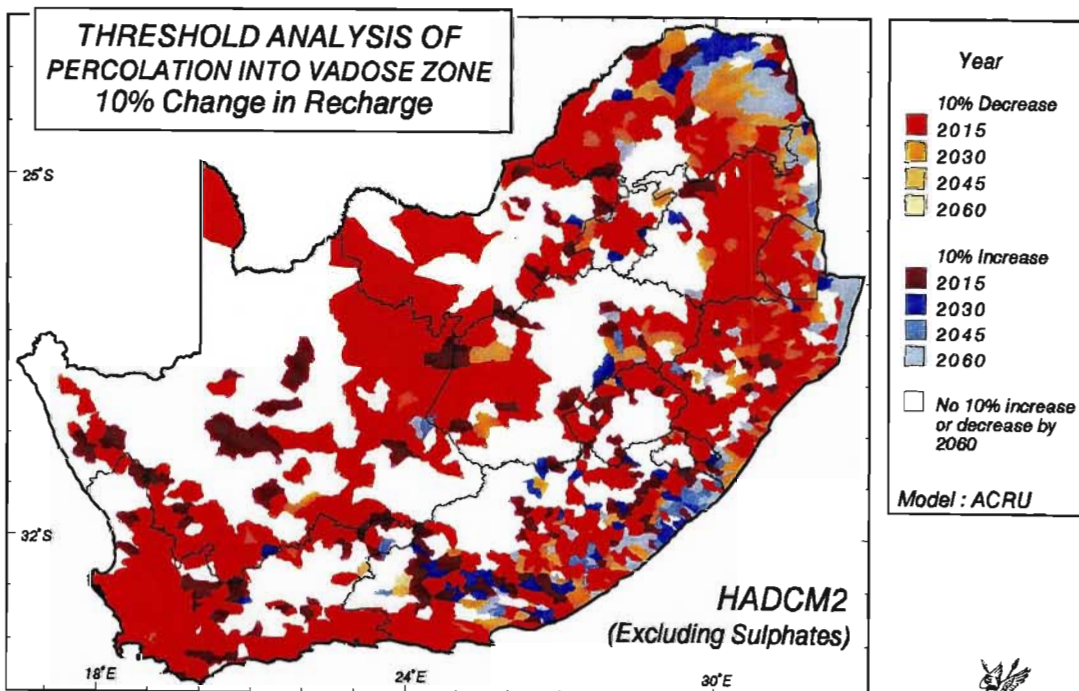 THRESHOLD ANALYSIS OF
PERCOLATION INTO VADOSE ZONE
10% Change in Recharge
Year
10% Decrease
2015
2030
2045
2060
10% Increase
2015
2030
2045
2060
No 10% increase
or decrease by
2060
Model : ACRU
25°S
32°S
HADCM2
(Excluding Sulphates)
18°E
24°E
30°E